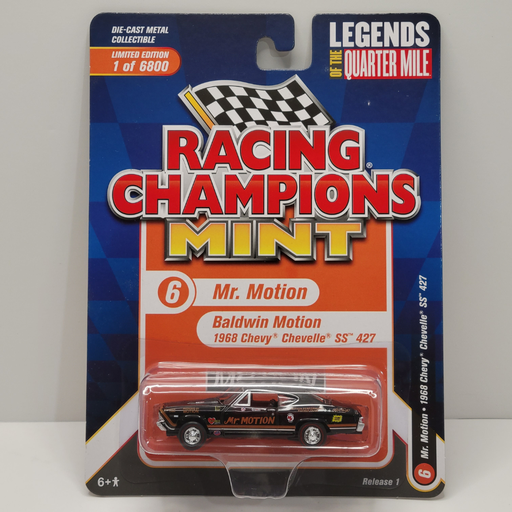 DIE-CAST METAL
COLLECTIBLE
LIMITED EDITION
1 of 6800
LEGENDS
OF THE QUARTER MILE
RACING
CHAMPIONS®
MINT
6 Mr. Motion
Baldwin Motion
1968 Chevy® Chevelle® SS™ 427
Mr MOTION
6 Mr. Motion • 1968 Chevy® Chevelle® SS™ 427
6+
Release 1